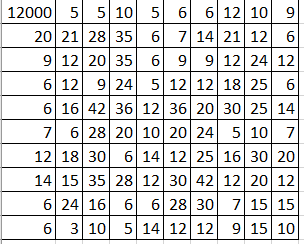 12000 5 5 10 5 6 6 12 10 9
20 21 28 35 6 7 14 21 12 6
9 12 20 35 6 9 9 12 24 12
6 12 9 24 5 12 12 18 25 6
6 16 42 36 12 36 20 30 25 14
7 6 28 20 10 20 24 5 10 7
12 18 30 6 14 12 25 16 30 20
14 15 35 28 12 30 42 12 20 12
6 24 16 6 6 28 30 7 15 15
6 3 10 5 14 12 12 9 15 10